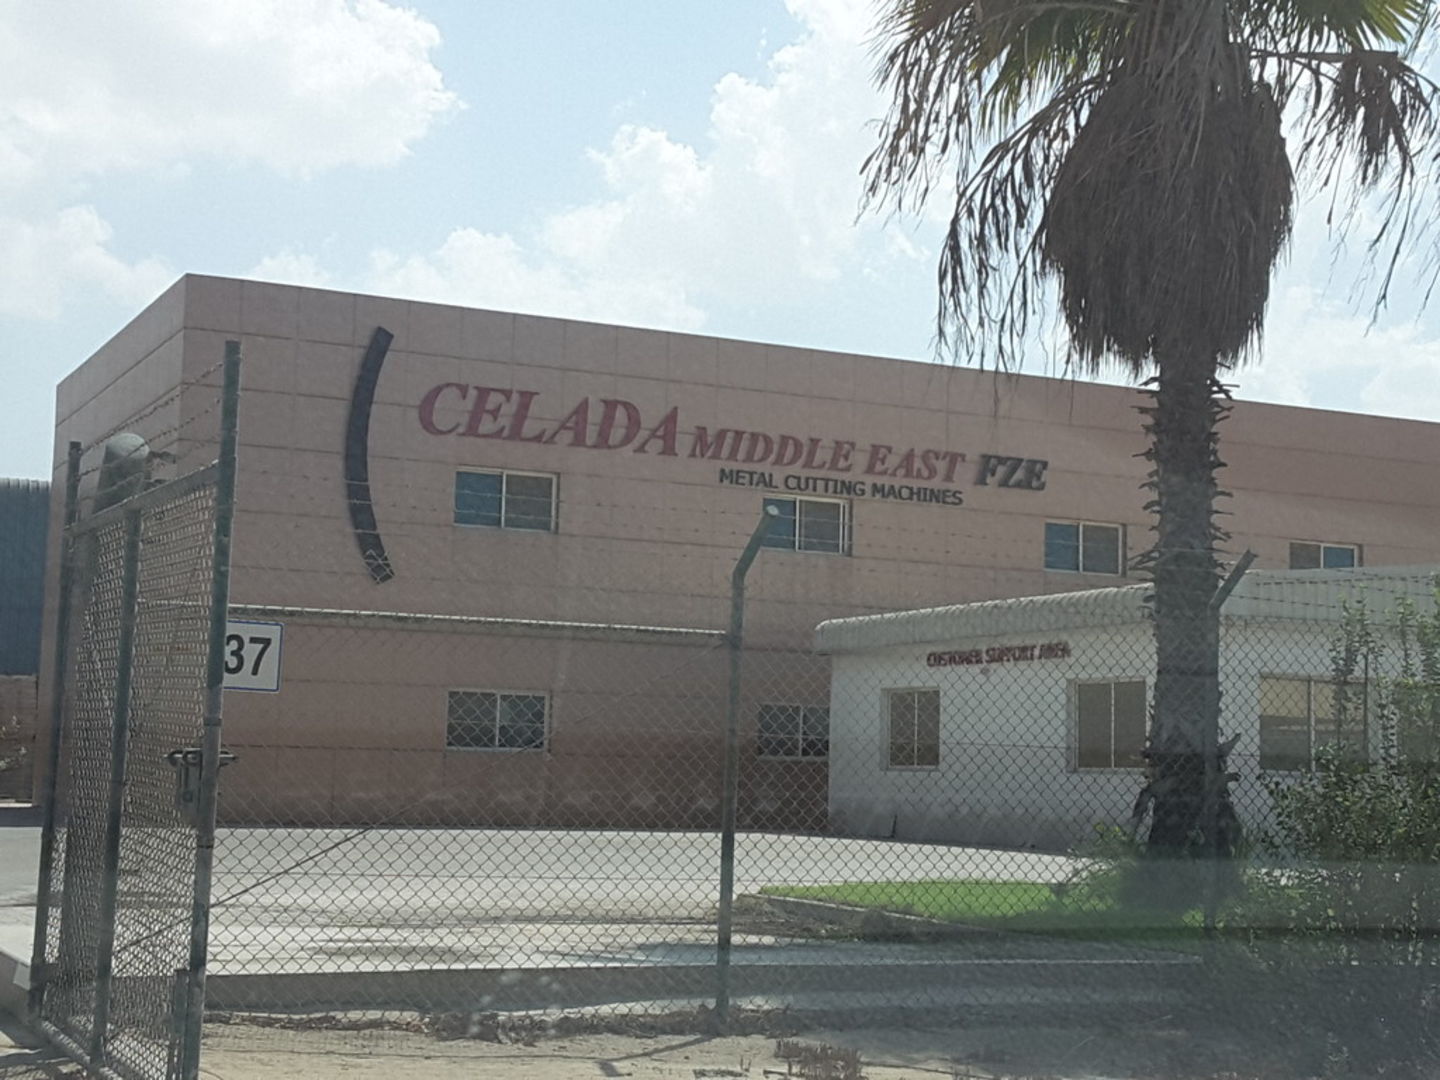 CELADA MIDDLE EAST FZE
METAL CUTTING MACHINES
CUSTOMER SUPPORT AREA
37